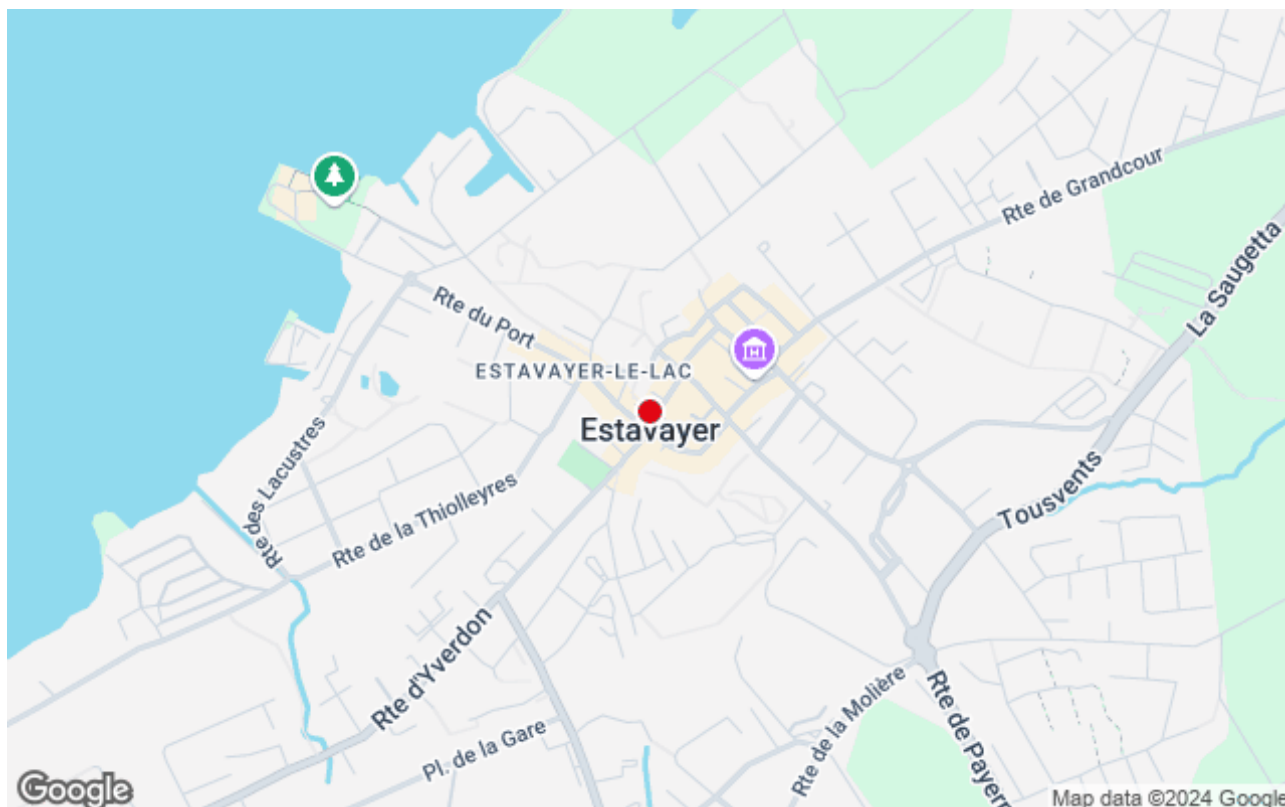 Rte de Grandcour
La Saugetta
Rte du Port
ESTAVAYER-LE-LAC
Estavayer
Rte des Lacustres
Rte de la Thiolleyres
Tousvents
Rte d'Yverdon
Pl. de la Gare
Rte de la Molière
Rte de Payern
Google
Map data ©2024 Google